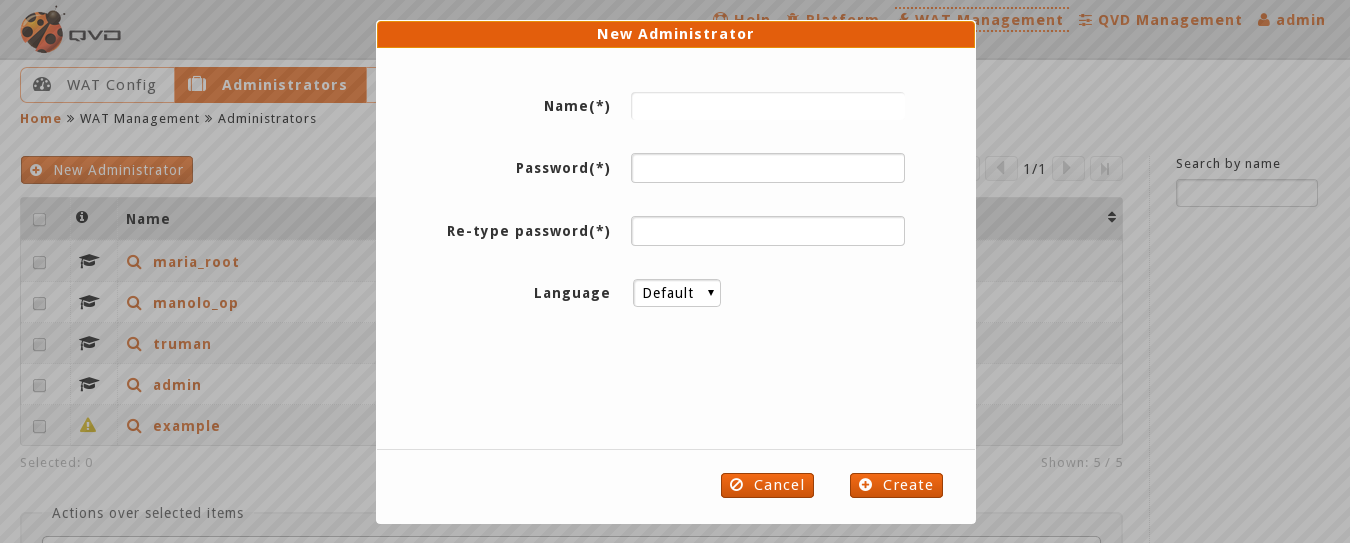 QVD
Help Platform WAT Management QVD Management admin
New Administrator
WAT Config Administrators
Home » WAT Management » Administrators
Name(*)
Password(*)
Re-type password(*)
Language Default
Cancel Create
New Administrator
1/1
Search by name
Name
maria_root
manolo_op
truman
admin
example
Selected: 0
Shown: 5 / 5
Actions over selected items